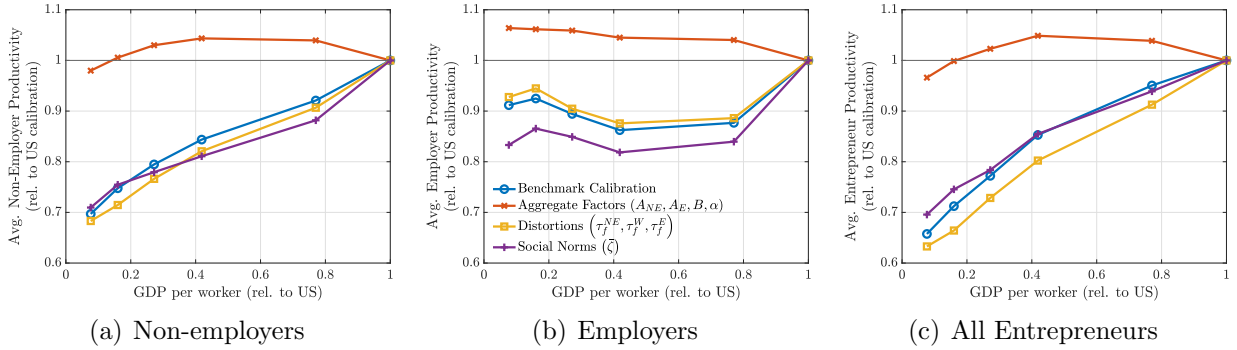 Avg. Non-Employer Productivity
(rel. to US calibration)
1.1
1
0.9
0.8
0.7
0.6
0
0.2
0.4
0.6
0.8
1
GDP per worker (rel. to US)
(a) Non-employers
Avg. Employer Productivity
(rel. to US calibration)
1.1
1
0.9
0.8
0.7
0.6
Benchmark Calibration
Aggregate Factors (A_{NE}, A_E, B, α)
Distortions (τ_f^{NE}, τ_f^W, τ_f^E)
Social Norms (ζ̄)
0
0.2
0.4
0.6
0.8
1
GDP per worker (rel. to US)
(b) Employers
Avg. Entrepreneur Productivity
(rel. to US calibration)
1.1
1
0.9
0.8
0.7
0.6
0
0.2
0.4
0.6
0.8
1
GDP per worker (rel. to US)
(c) All Entrepreneurs